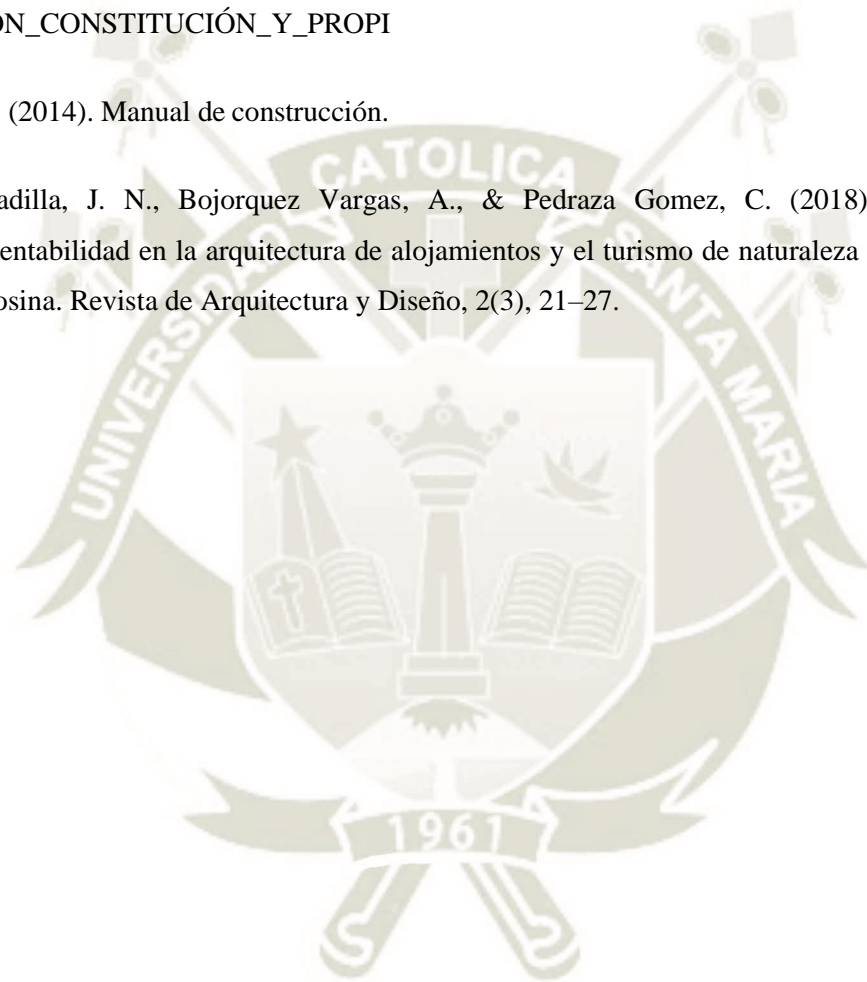 ÓN_CONSTITUCIÓN_Y_PROPI
(2014). Manual de construcción.
adilla, J. N., Bojorquez Vargas, A., & Pedraza Gomez, C. (2018)
entabilidad en la arquitectura de alojamientos y el turismo de naturaleza
osina. Revista de Arquitectura y Diseño, 2(3), 21–27.
UNIVERSIDAD CATOLICA SANTA MARIA
1961